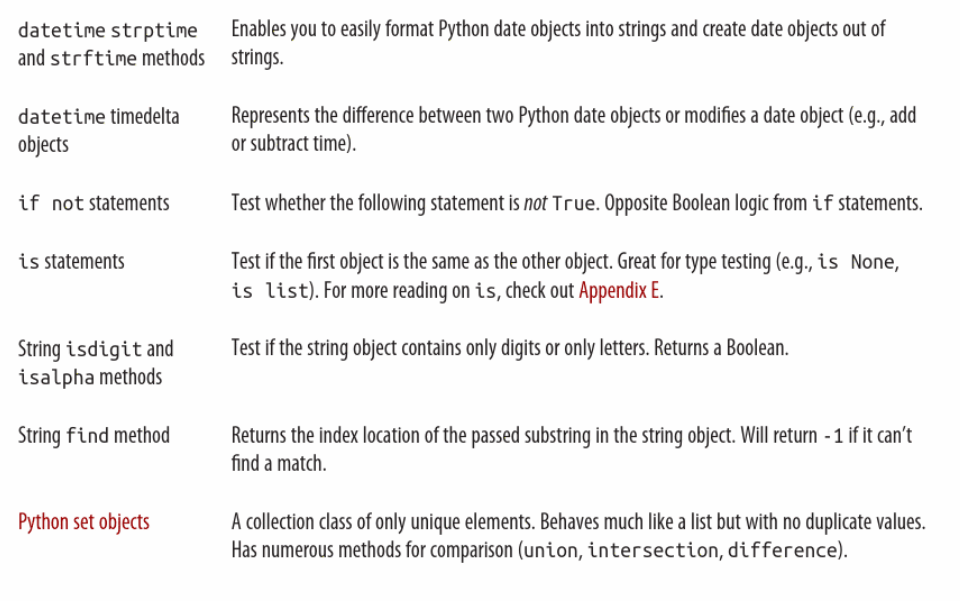 datetime strptime and strftime methods
Enables you to easily format Python date objects into strings and create date objects out of
strings.
datetime timedelta
objects
Represents the difference between two Python date objects or modifies a date object (e.g., add
or subtract time).
if not statements
Test whether the following statement is not True. Opposite Boolean logic from if statements.
is statements
Test if the first object is the same as the other object. Great for type testing (e.g., is None,
is list). For more reading on is, check out Appendix E.
String isdigit and
isalpha methods
Test if the string object contains only digits or only letters. Returns a Boolean.
String find method
Returns the index location of the passed substring in the string object. Will return -1 if it can’t
find a match.
Python set objects
A collection class of only unique elements. Behaves much like a list but with no duplicate values.
Has numerous methods for comparison (union, intersection, difference).